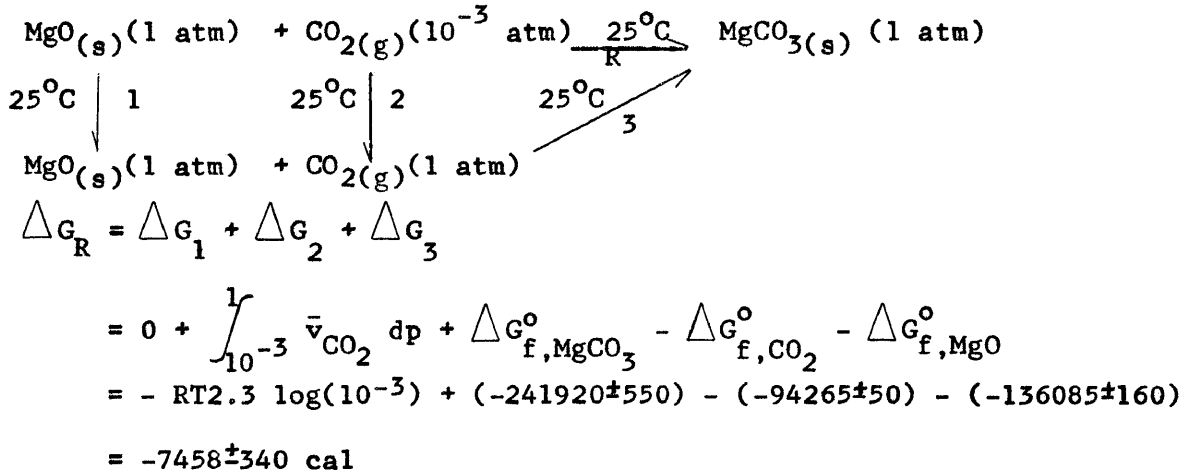 MgO(s)(1 atm) + CO2(g)(10^-3 atm) 25°C MgCO3(s) (1 atm)
R
25°C 1 25°C 2 25°C
3
MgO(s)(1 atm) + CO2(g)(1 atm)
ΔG_R = ΔG_1 + ΔG_2 + ΔG_3
= 0 + ∫_{10^-3}^{1} v̄_CO2 dp + ΔG°_f,MgCO3 - ΔG°_f,CO2 - ΔG°_f,MgO
= - RT2.3 log(10^-3) + (-241920±550) - (-94265±50) - (-136085±160)
= -7458±340 cal